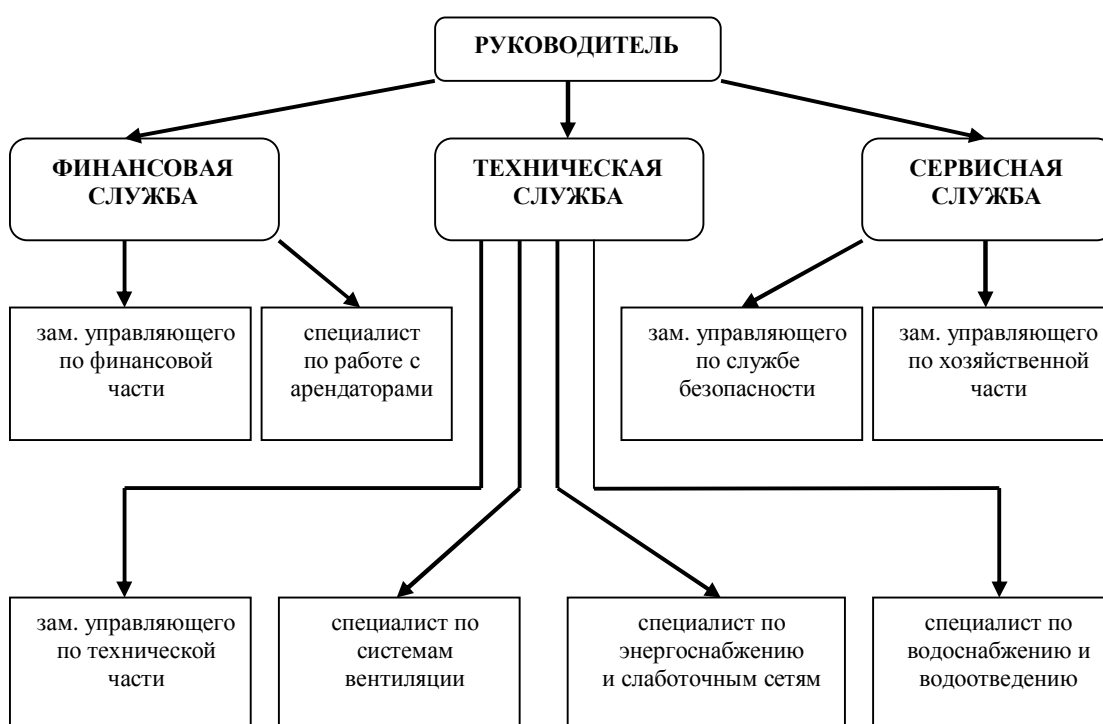 РУКОВОДИТЕЛЬ
ФИНАНСОВАЯ
СЛУЖБА
ТЕХНИЧЕСКАЯ
СЛУЖБА
СЕРВИСНАЯ
СЛУЖБА
зам. управляющего
по финансовой
части
специалист
по работе с
арендаторами
зам. управляющего
по службе
безопасности
зам. управляющего
по хозяйственной
части
зам. управляющего
по технической
части
специалист по
системам
вентиляции
специалист по
энергоснабжению
и слаботочным сетям
специалист по
водоснабжению и
водоотведению